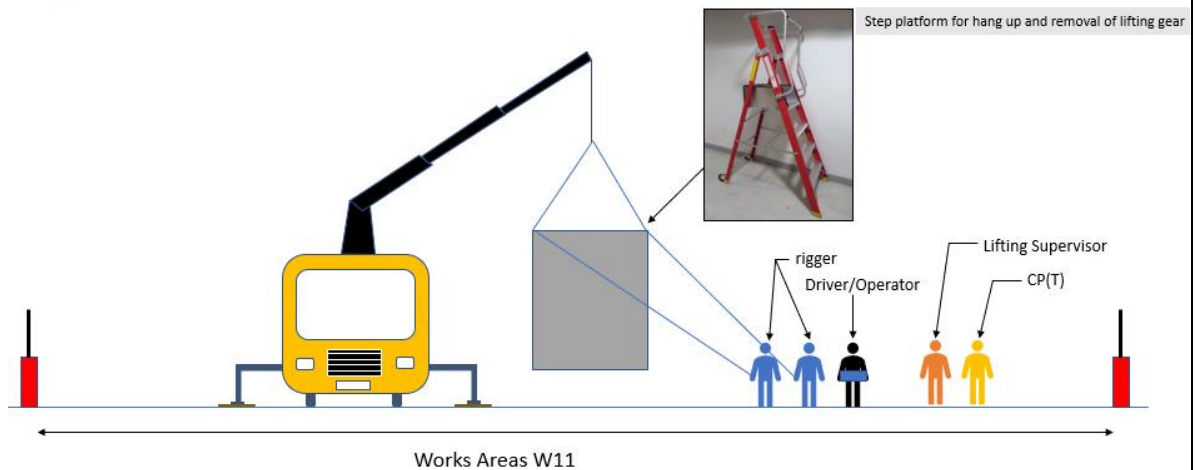 Step platform for hang up and removal of lifting gear
Lifting Supervisor
rigger
CP(T)
Driver/Operator
Works Areas W11